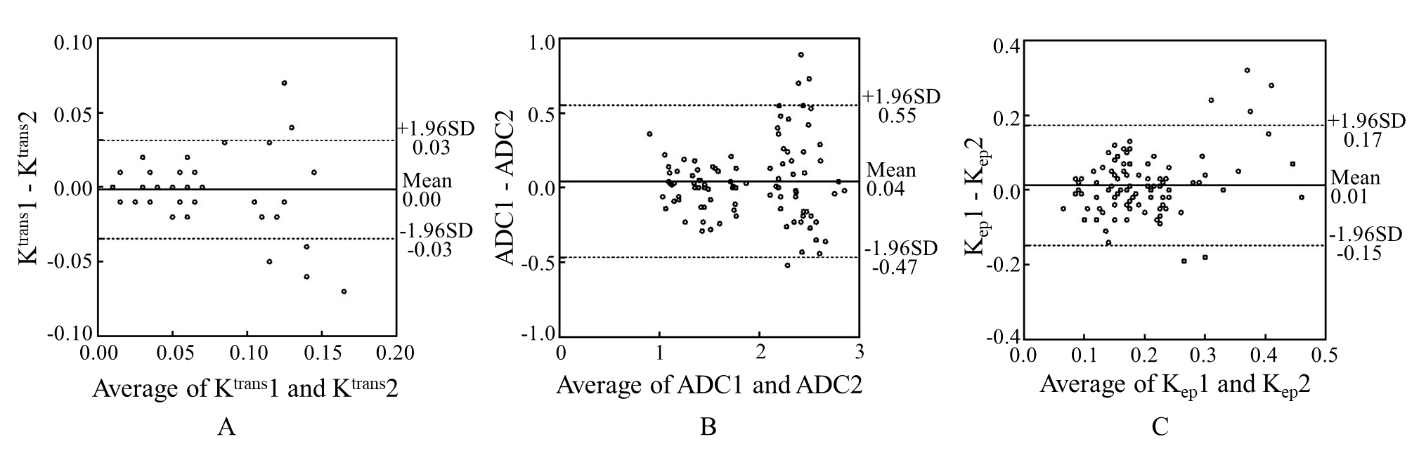 0.10
0.05
0.00
-0.05
-0.10
0.00 0.05 0.10 0.15 0.20
Kᵗʳᵃⁿˢ1 - Kᵗʳᵃⁿˢ2
+1.96SD
0.03
Mean
0.00
-1.96SD
-0.03
Average of Kᵗʳᵃⁿˢ1 and Kᵗʳᵃⁿˢ2
A
1.0
0.5
0.0
-0.5
-1.0
0 1 2 3
ADC1 - ADC2
+1.96SD
0.55
Mean
0.04
-1.96SD
-0.47
Average of ADC1 and ADC2
B
0.4
0.2
0.0
-0.2
-0.4
0.0 0.1 0.2 0.3 0.4 0.5
Kep1 - Kep2
+1.96SD
0.17
Mean
0.01
-1.96SD
-0.15
Average of Kep1 and Kep2
C